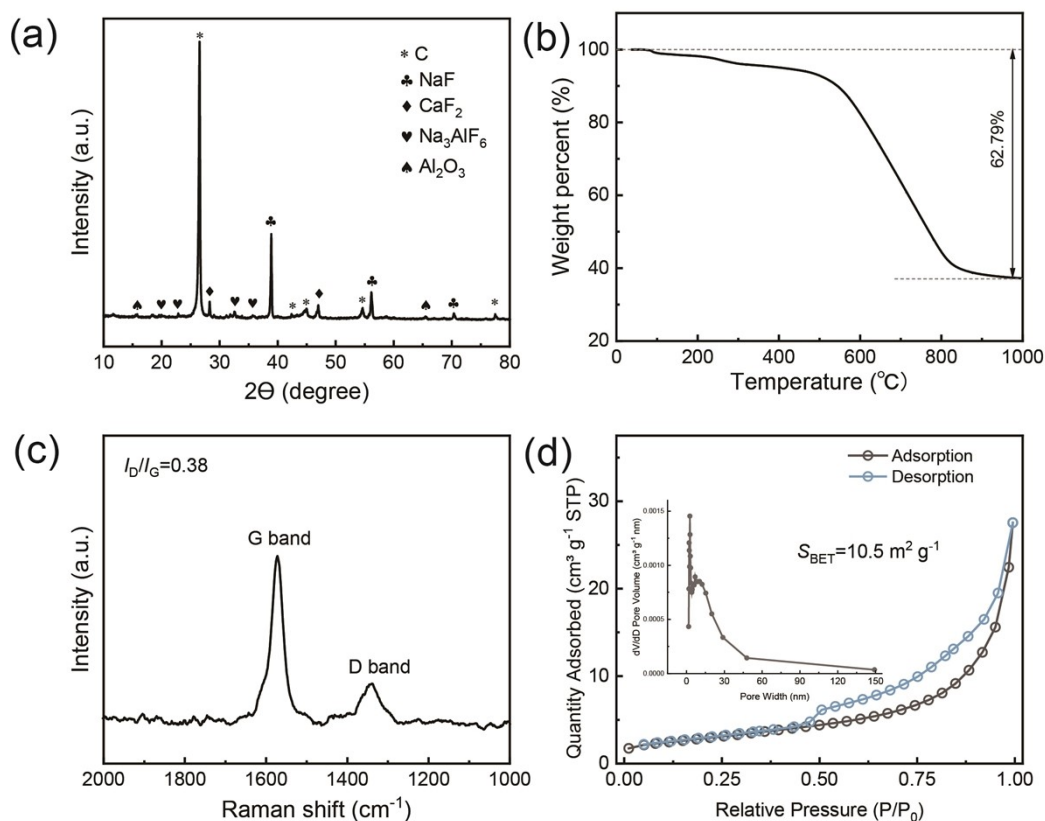 (a)
* C
♣ NaF
♦ CaF₂
♥ Na₃AlF₆
♠ Al₂O₃
Intensity (a.u.)
10 20 30 40 50 60 70 80
2Θ (degree)
(b)
100
80
60
40
20
Weight percent (%)
62.79%
0 200 400 600 800 1000
Temperature (℃)
(c)
I_D/I_G=0.38
G band
D band
Intensity (a.u.)
2000 1800 1600 1400 1200 1000
Raman shift (cm⁻¹)
(d)
Adsorption
Desorption
S_BET=10.5 m² g⁻¹
Quantity Adsorbed (cm³ g⁻¹ STP)
30
20
10
0
0.00 0.25 0.50 0.75 1.00
Relative Pressure (P/P₀)
dV/dD Pore Volume (cm³ g⁻¹ nm)
0.0015
0.0010
0.0005
0.0000
0 30 60 90 120 150
Pore Width (nm)